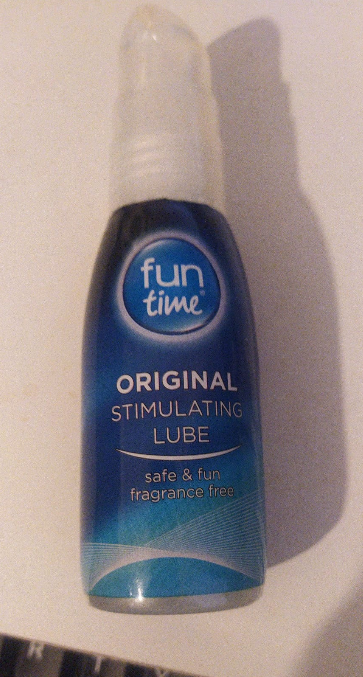 fun
time®
ORIGINAL
STIMULATING
LUBE
safe & fun
fragrance free
R T